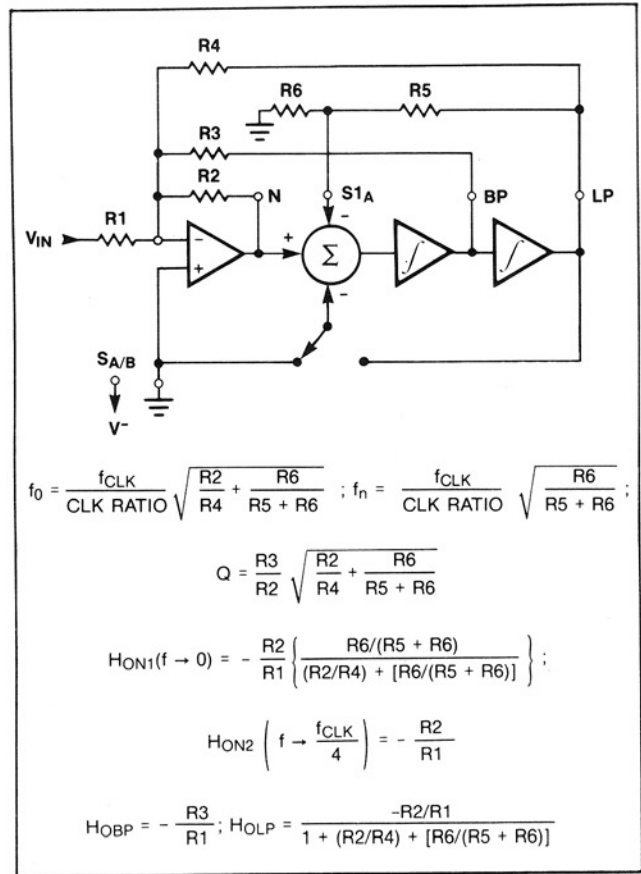 R4
R6 R5
R3
R2 N S1A BP LP
R1
VIN − + + Σ − − ∫ ∫
SA/B
V−
f0 = fCLK / CLK RATIO √(R2/R4 + R6/(R5 + R6)) ; fn = fCLK / CLK RATIO √(R6/(R5 + R6)) ;
Q = R3/R2 √(R2/R4 + R6/(R5 + R6))
HON1(f → 0) = - R2/R1 { R6/(R5 + R6) / (R2/R4) + [R6/(R5 + R6)] } ;
HON2 ( f → fCLK/4 ) = - R2/R1
HOBP = - R3/R1 ; HOLP = -R2/R1 / 1 + (R2/R4) + [R6/(R5 + R6)]